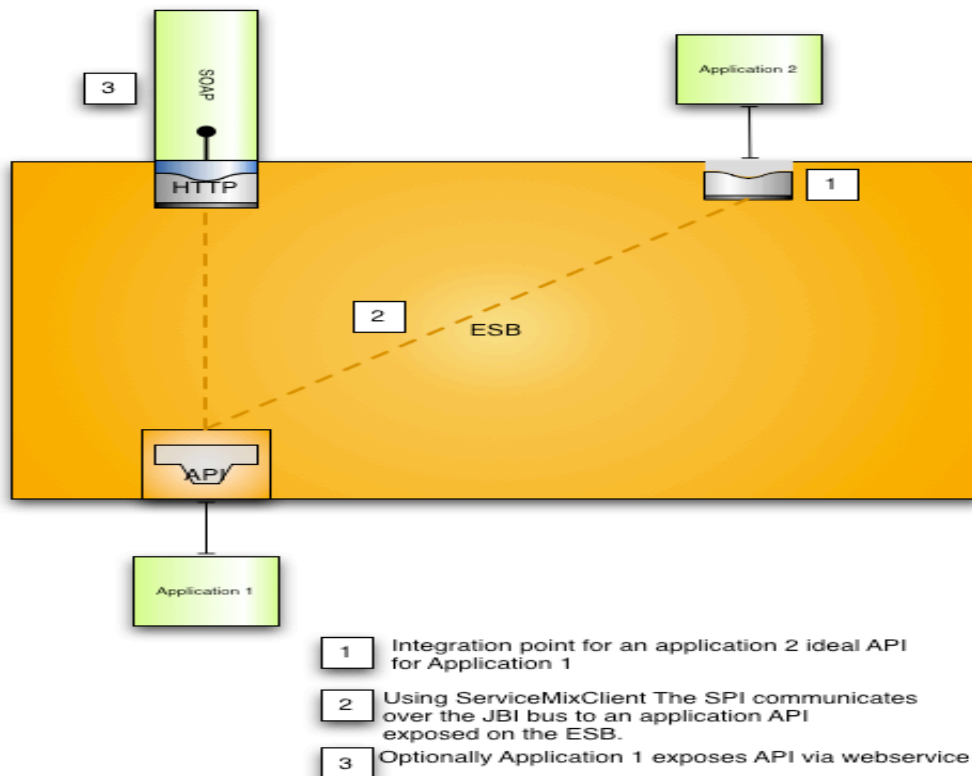 SOAP
3
Application 2
HTTP
1
2
ESB
API
Application 1
1
Integration point for an application 2 ideal API
for Application 1
2
Using ServiceMixClient The SPI communicates
over the JBI bus to an application API
exposed on the ESB.
3
Optionally Application 1 exposes API via webservice